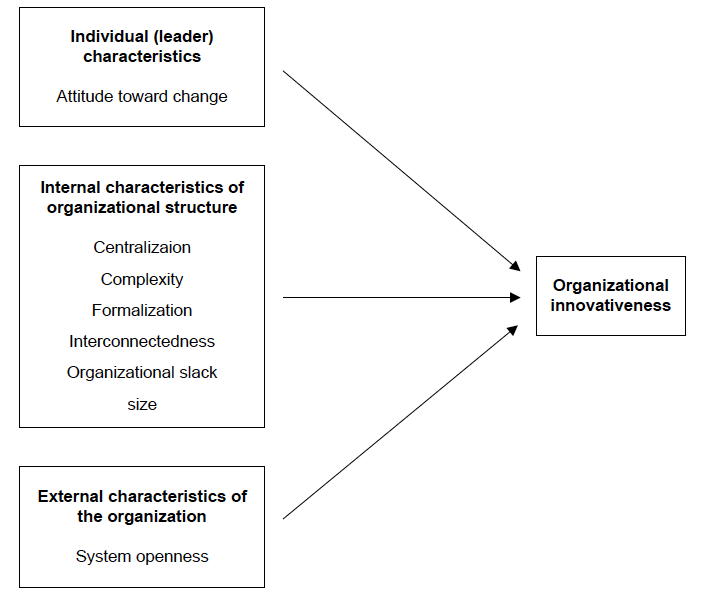 Individual (leader)
characteristics
Attitude toward change
Internal characteristics of
organizational structure
Centralizaion
Complexity
Formalization
Interconnectedness
Organizational slack
size
External characteristics of
the organization
System openness
Organizational
innovativeness